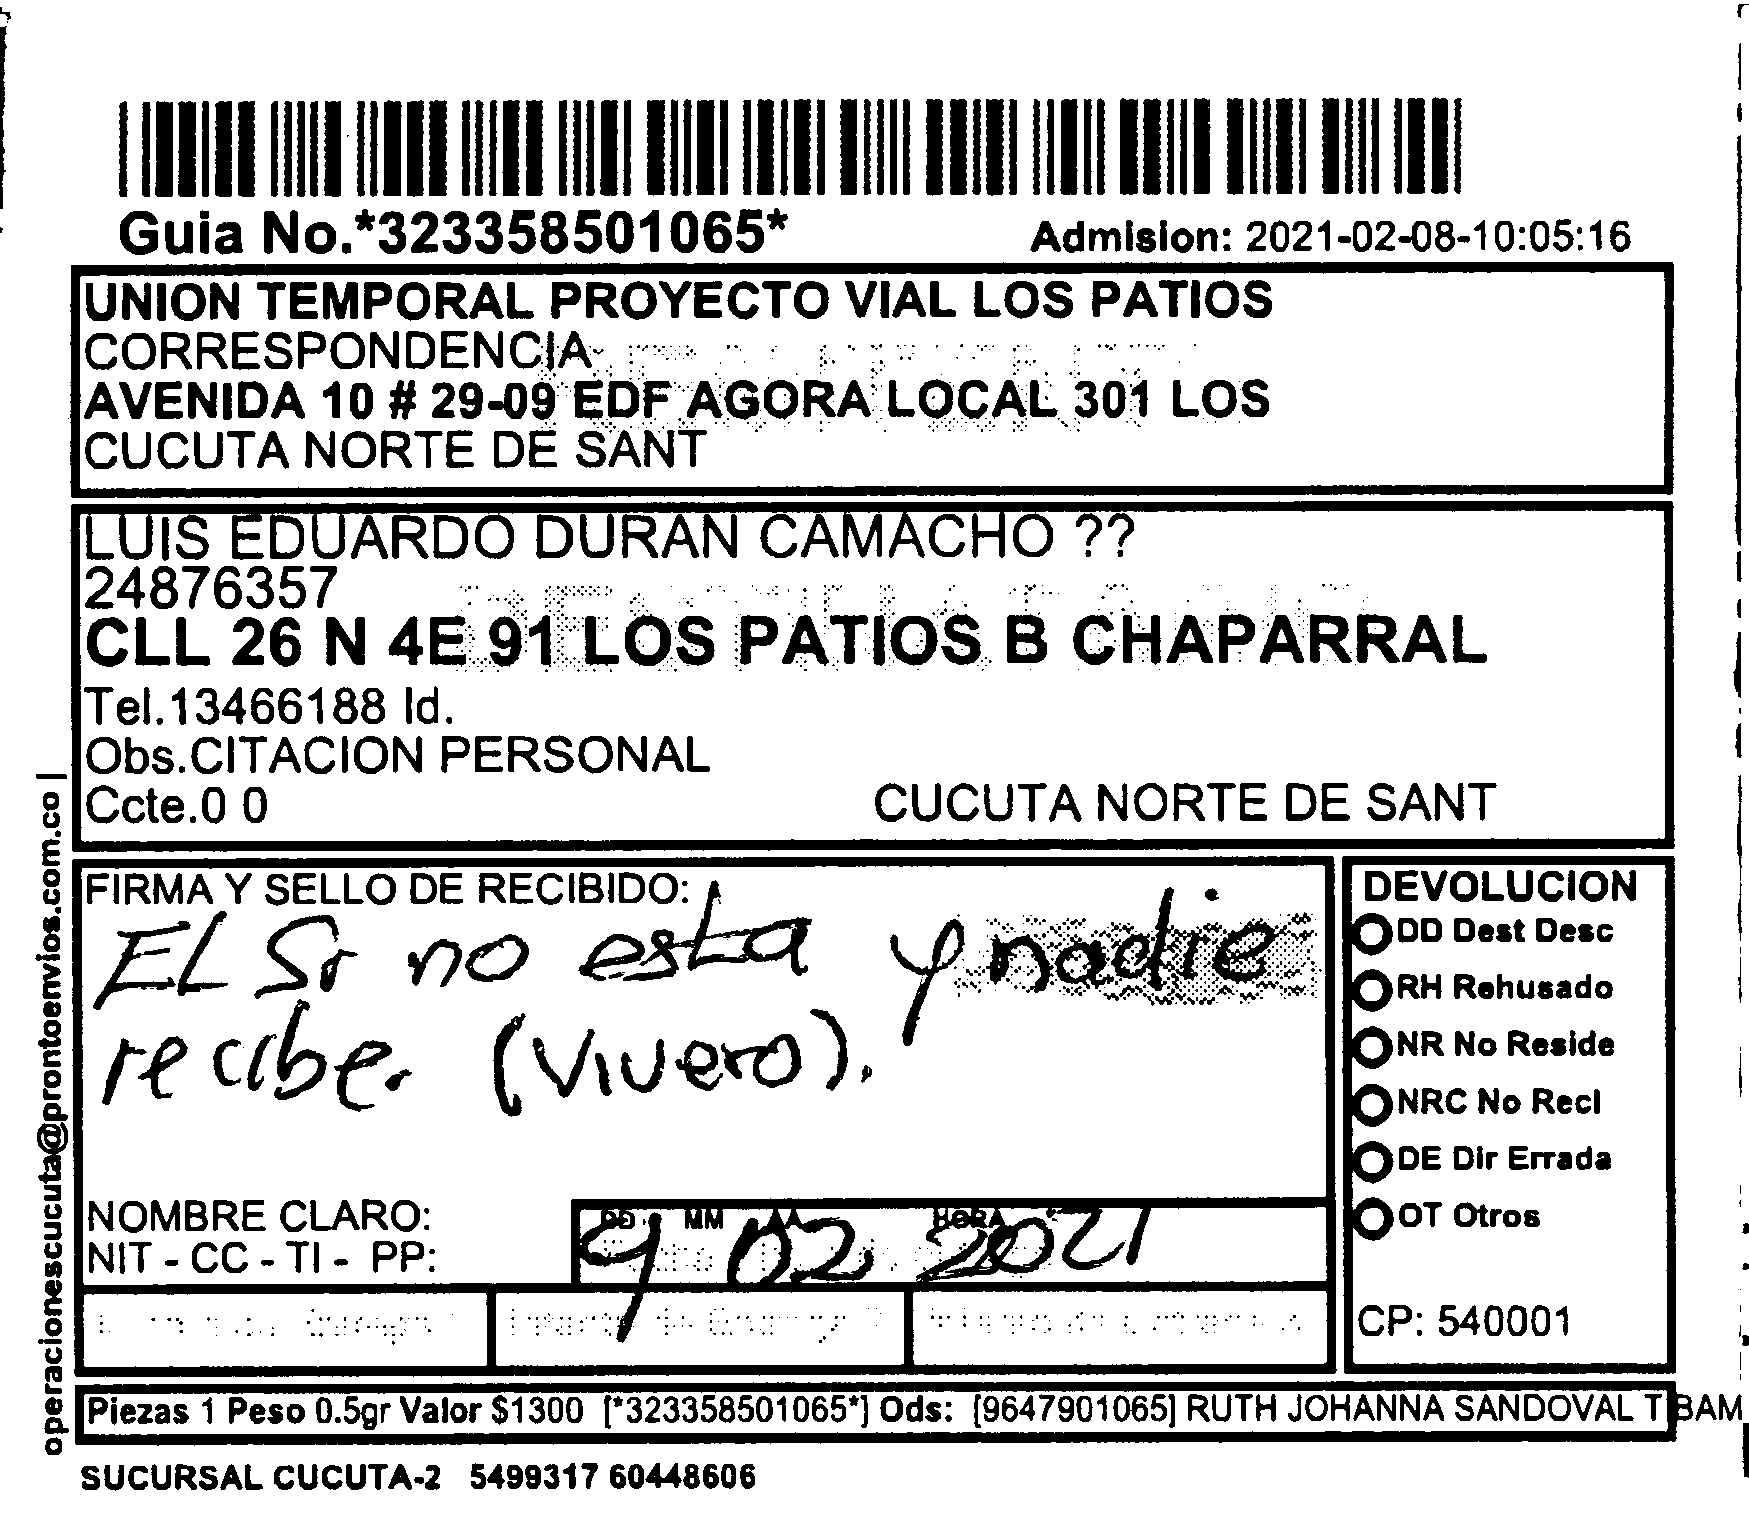 Guia No.*323358501065*
Admision: 2021-02-08-10:05:16
UNION TEMPORAL PROYECTO VIAL LOS PATIOS
CORRESPONDENCIA
AVENIDA 10 # 29-09 EDF AGORA LOCAL 301 LOS
CUCUTA NORTE DE SANT
LUIS EDUARDO DURAN CAMACHO ??
24876357
CLL 26 N 4E 91 LOS PATIOS B CHAPARRAL
Tel.13466188 Id.
Obs.CITACION PERSONAL
Ccte.0 0
CUCUTA NORTE DE SANT
FIRMA Y SELLO DE RECIBIDO:
EL Sr no esta y nadie
recibe. (Vivero).
NOMBRE CLARO:
NIT - CC - TI - PP:
DD MM AA HORA
9 02 2021
DEVOLUCION
DD Dest Desc
RH Rehusado
NR No Reside
NRC No Recl
DE Dir Errada
OT Otros
CP: 540001
Piezas 1 Peso 0.5gr Valor $1300 [*323358501065*] Ods: [9647901065] RUTH JOHANNA SANDOVAL TIBAM
SUCURSAL CUCUTA-2 5499317 60448606
operacionescucuta@prontoenvios.com.co |